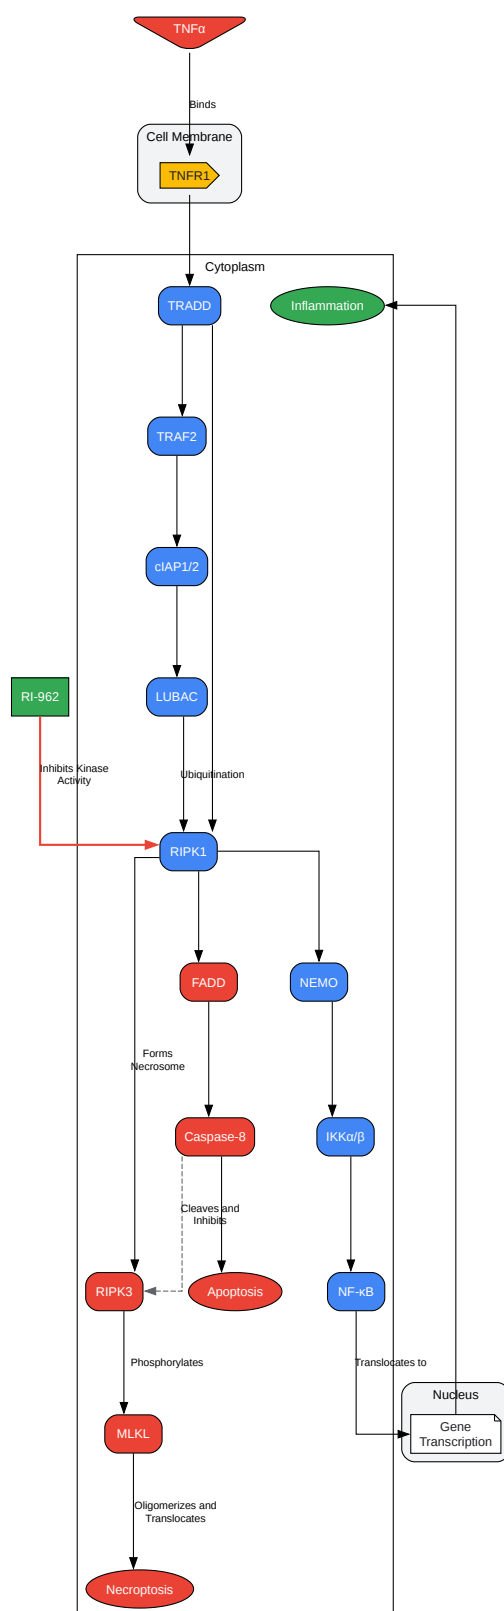 TNFα
Binds
Cell Membrane
TNFR1
Cytoplasm
TRADD
Inflammation
TRAF2
cIAP1/2
RI-962
LUBAC
Inhibits Kinase
Activity
Ubiquitination
RIPK1
FADD
NEMO
Forms
Necrosome
Caspase-8
IKKα/β
Cleaves and
Inhibits
RIPK3
Apoptosis
NF-κB
Phosphorylates
Translocates to
Nucleus
Gene
Transcription
MLKL
Oligomerizes and
Translocates
Necroptosis